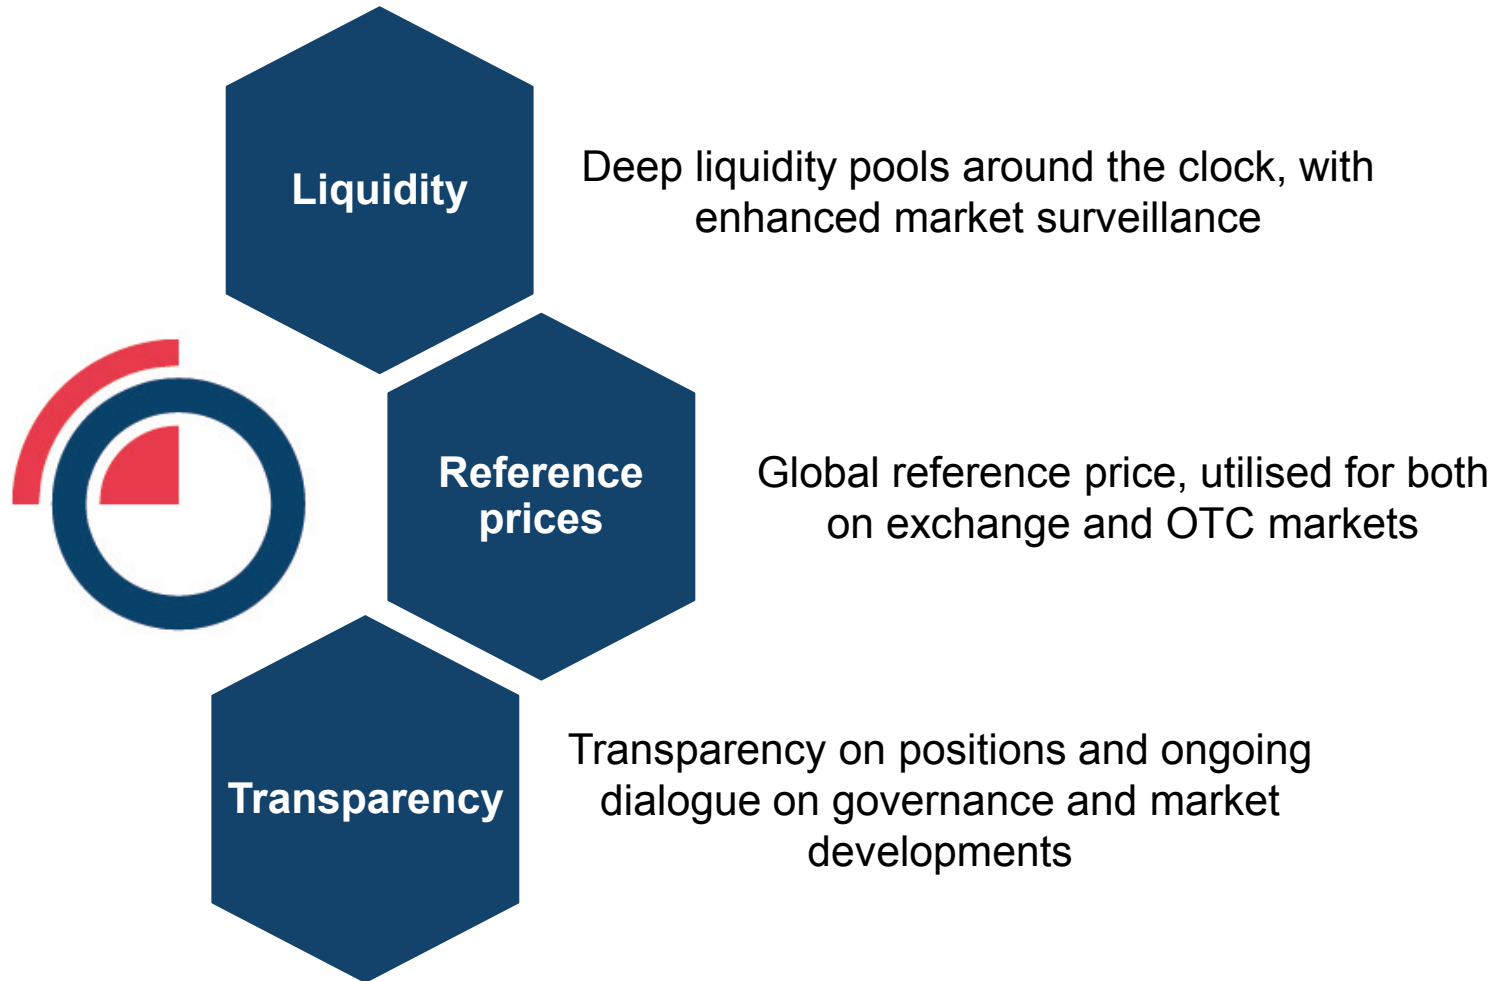 Liquidity
Deep liquidity pools around the clock, with
enhanced market surveillance
Reference
prices
Global reference price, utilised for both
on exchange and OTC markets
Transparency
Transparency on positions and ongoing
dialogue on governance and market
developments